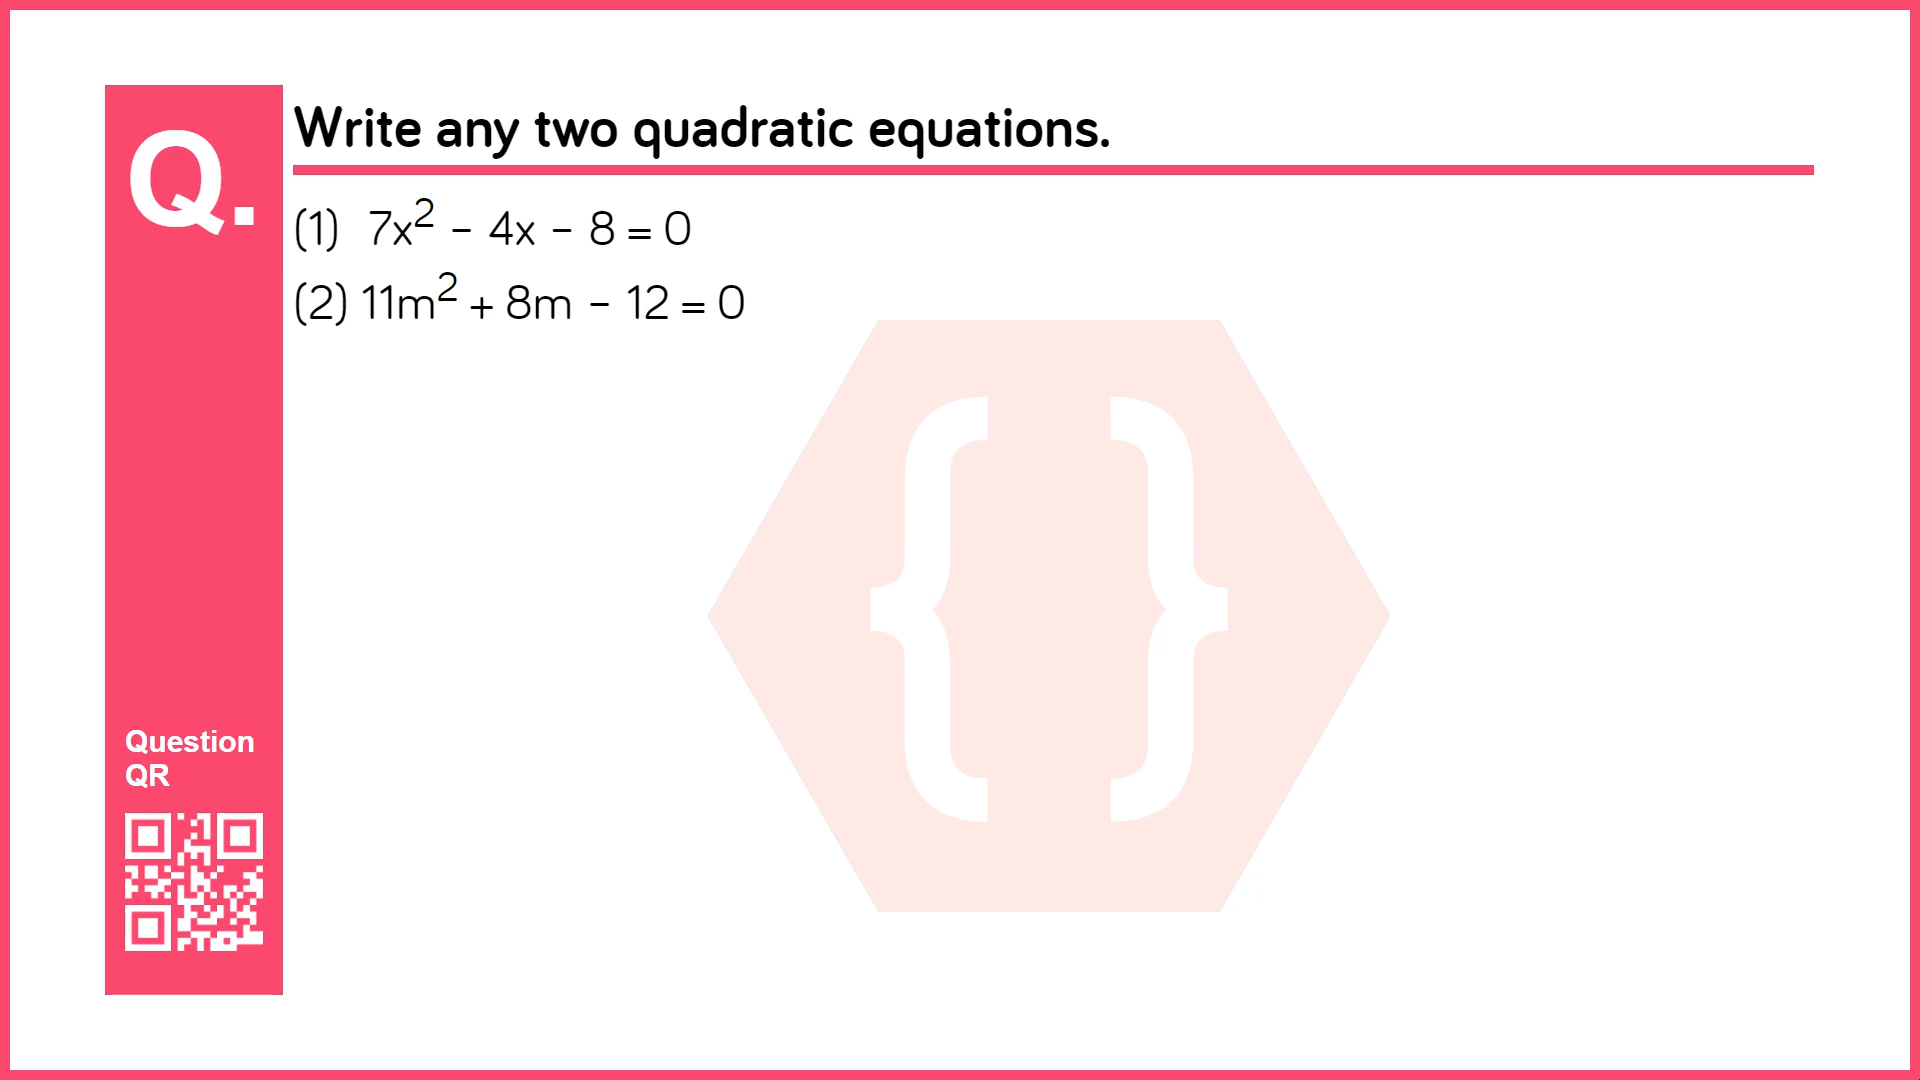 Q.
Write any two quadratic equations.
(1) 7x² – 4x – 8 = 0
(2) 11m² + 8m – 12 = 0
{ }
Question
QR